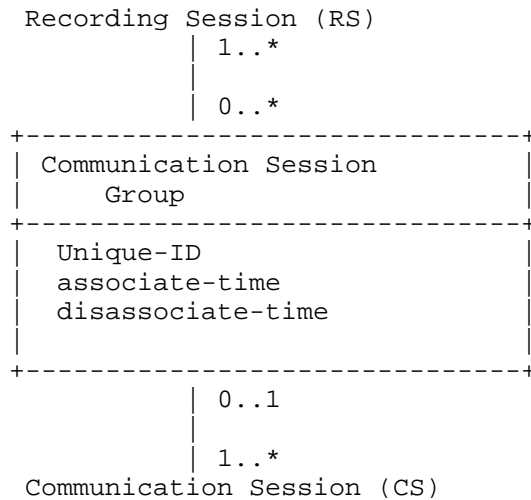 Recording Session (RS)
| 1..*
|
| 0..*
+-------------------------------+
| Communication Session |
| Group |
+-------------------------------+
| Unique-ID |
| associate-time |
| disassociate-time |
| |
+-------------------------------+
| 0..1
|
| 1..*
Communication Session (CS)